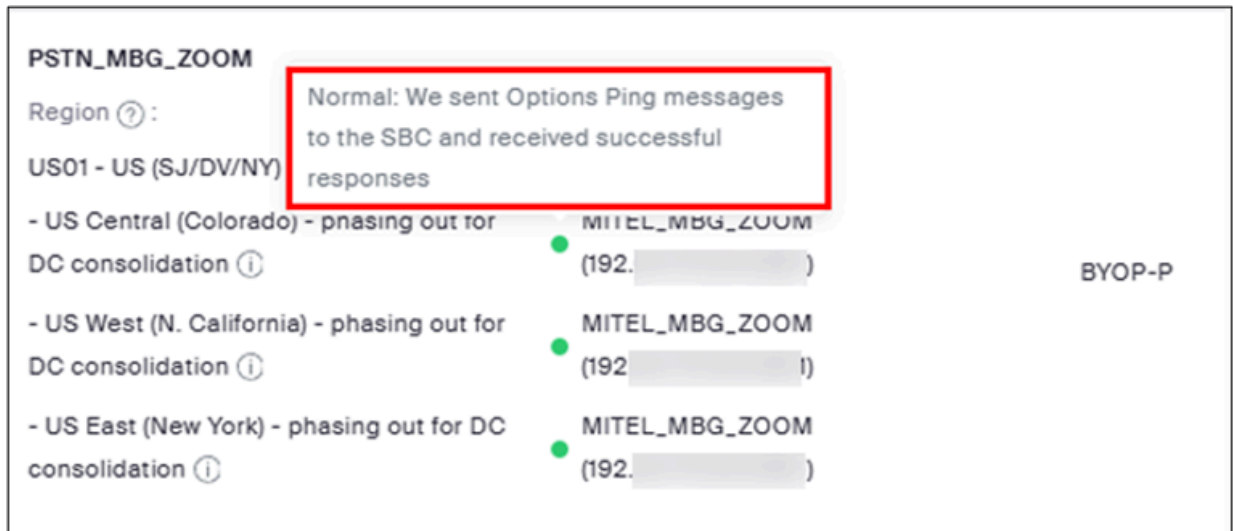 PSTN_MBG_ZOOM
Normal: We sent Options Ping messages
to the SBC and received successful
responses
Region ? :
US01 - US (SJ/DV/NY)
- US Central (Colorado) - phasing out for
DC consolidation i
MITEL_MBG_ZOOM
(192. )
BYOP-P
- US West (N. California) - phasing out for
DC consolidation i
MITEL_MBG_ZOOM
(192 )
- US East (New York) - phasing out for DC
consolidation i
MITEL_MBG_ZOOM
(192. )